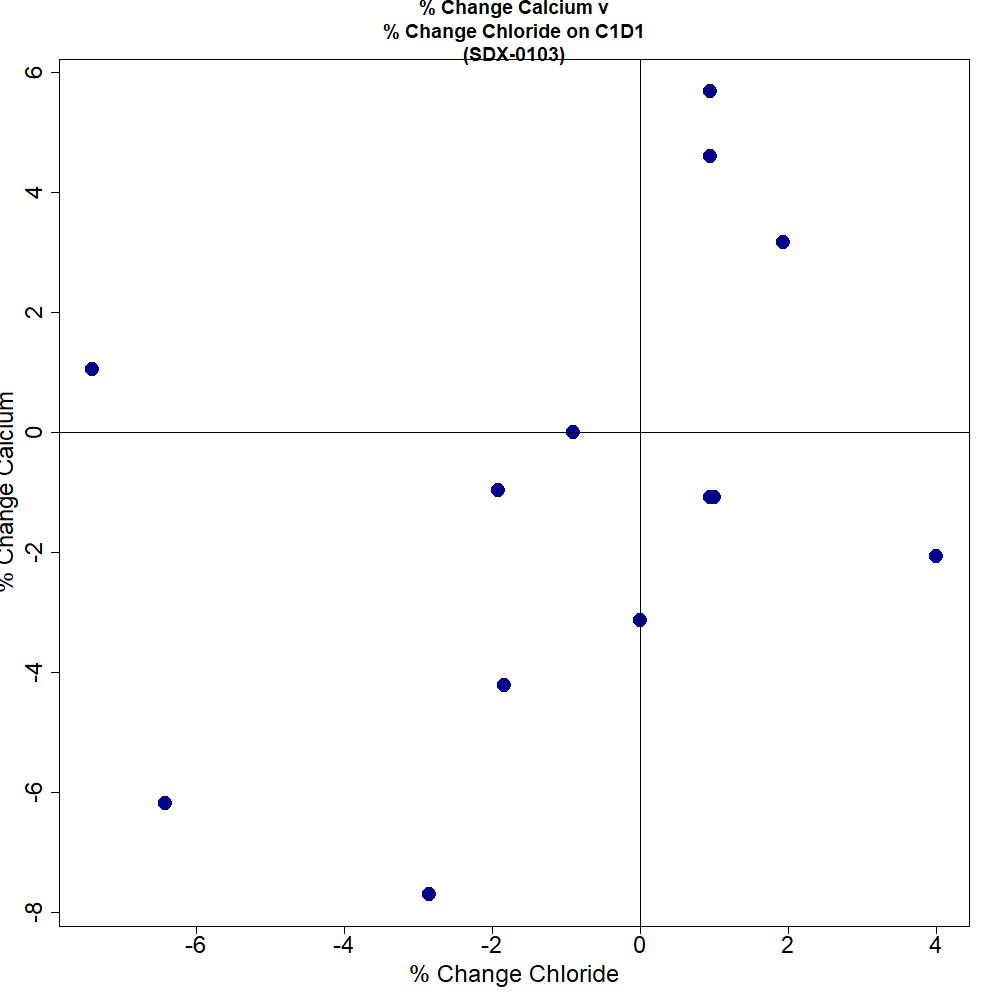 % Change Calcium v
% Change Chloride on C1D1
(SDX-0103)
6
4
2
0
-2
-4
-6
-8
% Change Calcium
-6
-4
-2
0
2
4
% Change Chloride